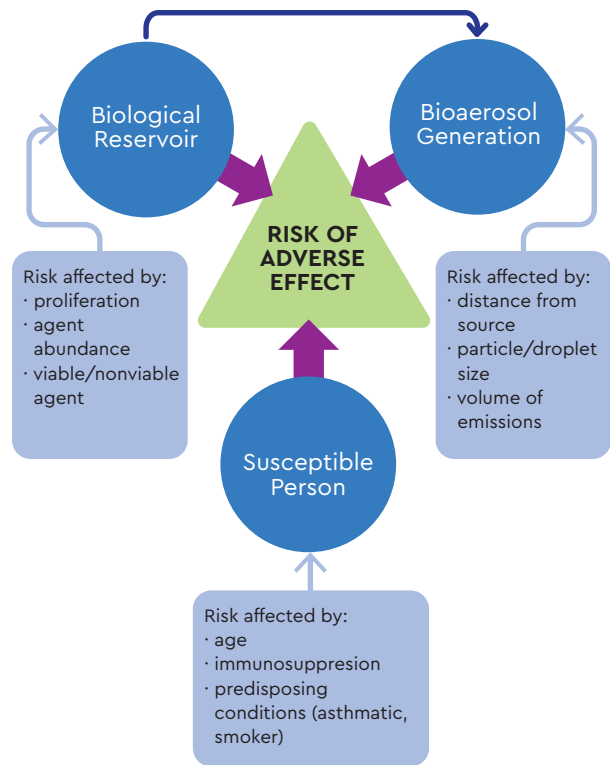 Biological
Reservoir
Bioaerosol
Generation
RISK OF
ADVERSE
EFFECT
Risk affected by:
· proliferation
· agent
abundance
· viable/nonviable
agent
Risk affected by:
· distance from
source
· particle/droplet
size
· volume of
emissions
Susceptible
Person
Risk affected by:
· age
· immunosuppresion
· predisposing
conditions (asthmatic,
smoker)